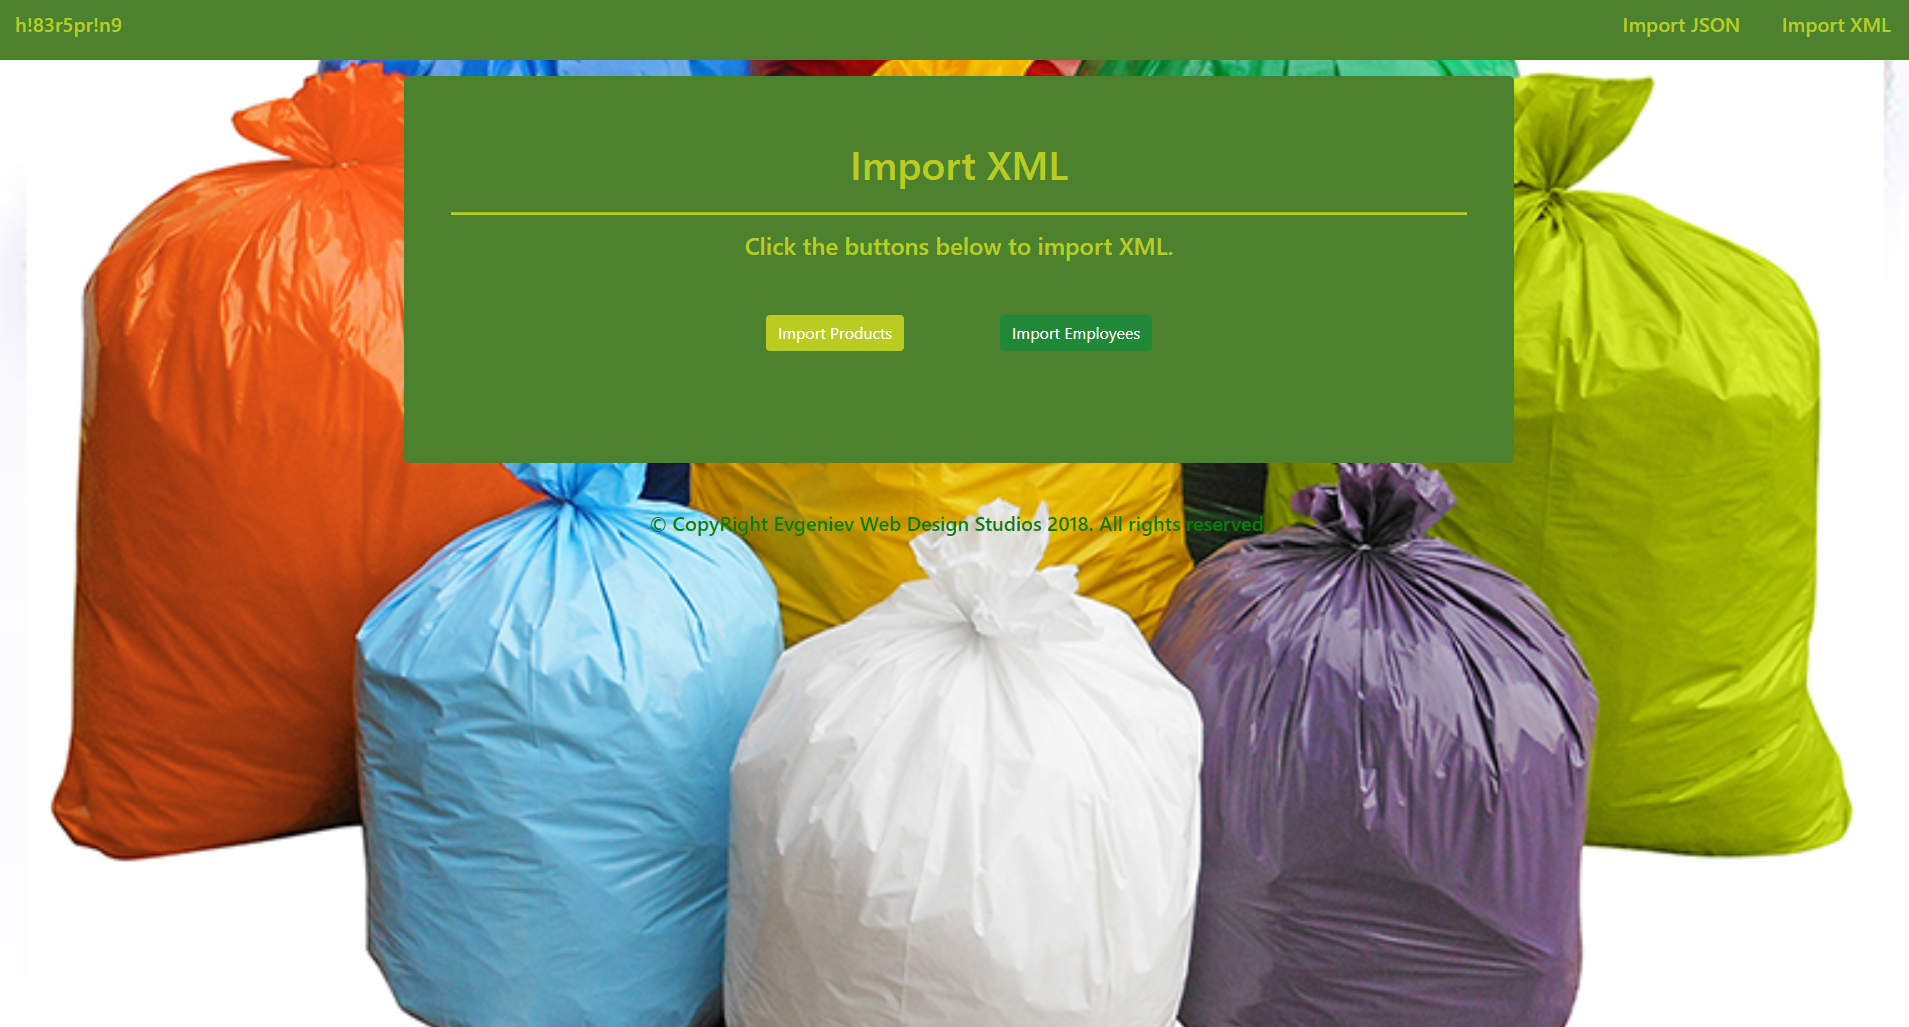 h!83r5pr!n9
Import JSON
Import XML
Import XML
Click the buttons below to import XML.
Import Products
Import Employees
© CopyRight Evgeniev Web Design Studios 2018. All rights reserved